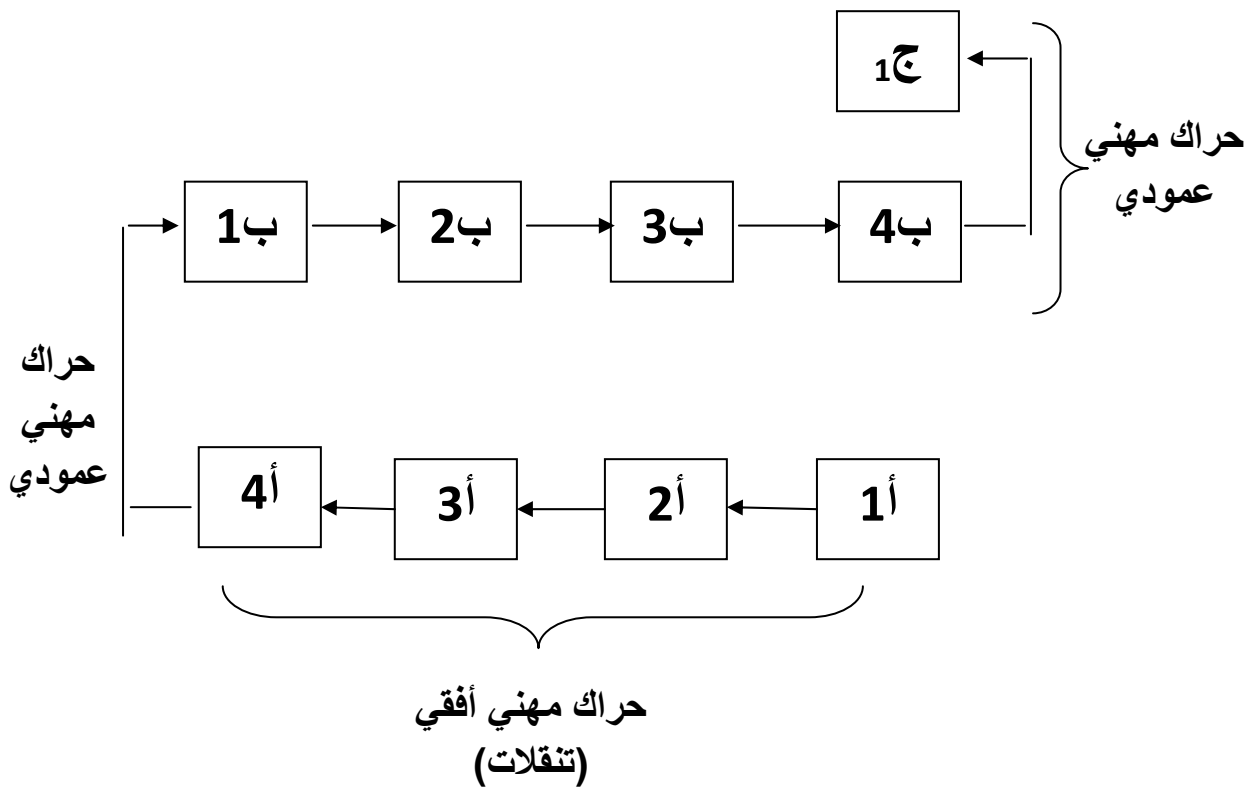 ج1
حراك مهني
عمودي
ب1
ب2
ب3
ب4
حراك
مهني
عمودي
أ1
أ2
أ3
أ4
حراك مهني أفقي
(تنقلات)